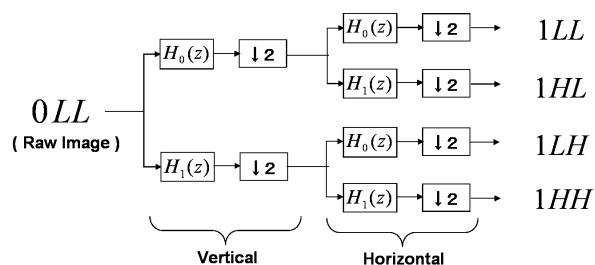 H₀(z) ↓2 1LL
H₀(z) ↓2
H₁(z) ↓2 1HL
0LL
( Raw Image )
H₀(z) ↓2 1LH
H₁(z) ↓2
H₁(z) ↓2 1HH
Vertical Horizontal